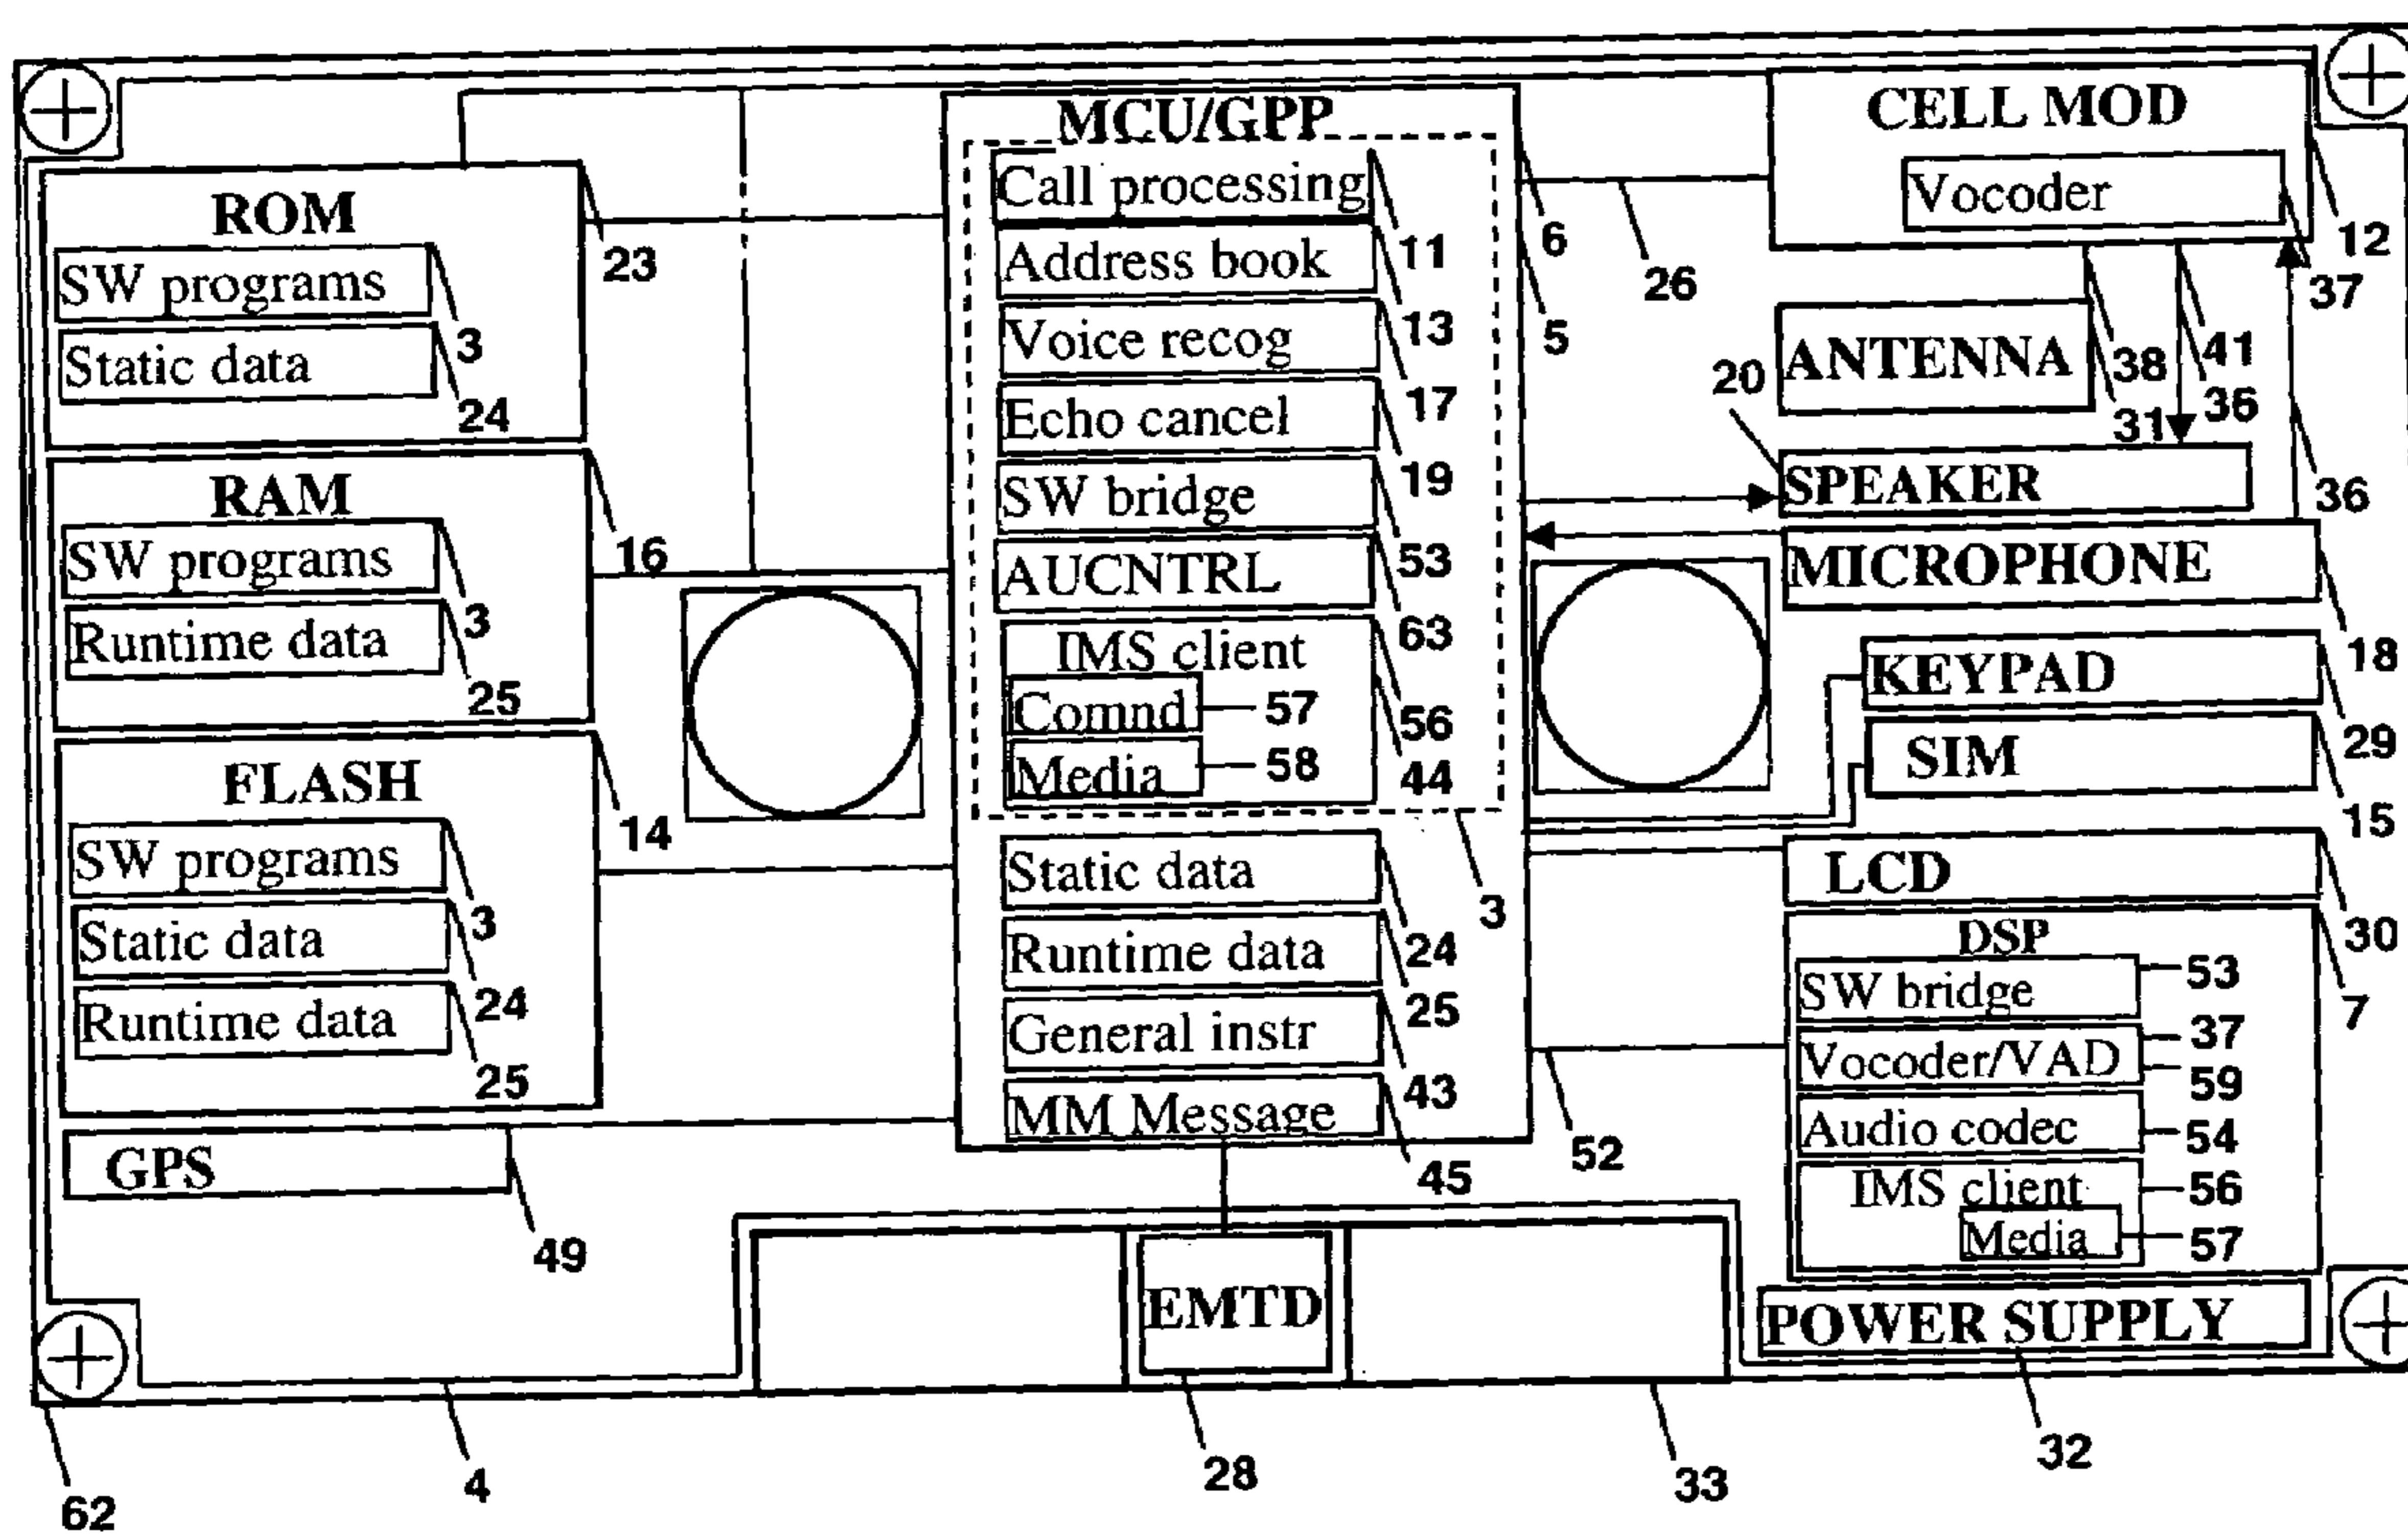 ROM
SW programs
3
Static data
24
23
RAM
SW programs
3
Runtime data
25
16
FLASH
SW programs
3
Static data
24
Runtime data
25
14
GPS
49
MCU/GPP
Call processing
11
Address book
13
Voice recog
17
Echo cancel
19
SW bridge
53
AUCNTRL
63
IMS client
56
44
Comnd
57
Media
58
3
Static data
24
Runtime data
25
General instr
43
MM Message
45
6
5
26
CELL MOD
12
Vocoder
37
ANTENNA
38
31
41
36
20
SPEAKER
36
MICROPHONE
18
KEYPAD
29
SIM
15
LCD
30
DSP
7
SW bridge
53
Vocoder/VAD
37
59
Audio codec
54
IMS client
56
Media
57
52
EMTD
28
33
POWER SUPPLY
32
4
62